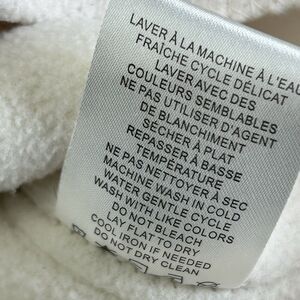 LAVER À LA MACHINE À L'EAU
FRAÎCHE CYCLE DÉLICAT
LAVER AVEC DES
COULEURS SEMBLABLES
NE PAS UTILISER D'AGENT
DE BLANCHIMENT
SÉCHER À PLAT
REPASSER À BASSE
TEMPÉRATURE
NE PAS NETTOYER À SEC
MACHINE WASH IN COLD
WATER GENTLE CYCLE
WASH WITH LIKE COLORS
DO NOT BLEACH
LAY FLAT TO DRY
COOL IRON IF NEEDED
DO NOT DRY CLEAN